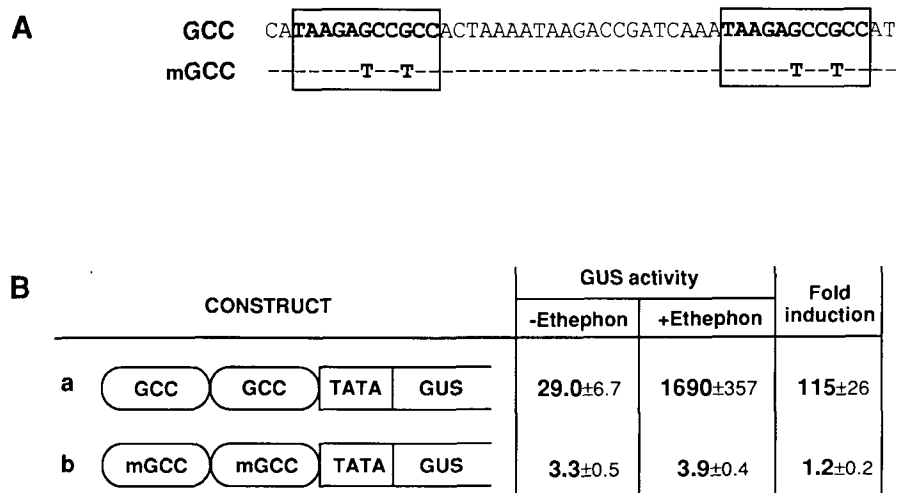 A
GCC CATAAGAGCCGCCACTAAAATAAGACCGATCAAATAAGAGCCGCCAT
mGCC ------T--T----------------------------T--T----
B
CONSTRUCT
GUS activity
Fold induction
-Ethephon +Ethephon
a GCC GCC TATA GUS 29.0±6.7 1690±357 115±26
b mGCC mGCC TATA GUS 3.3±0.5 3.9±0.4 1.2±0.2